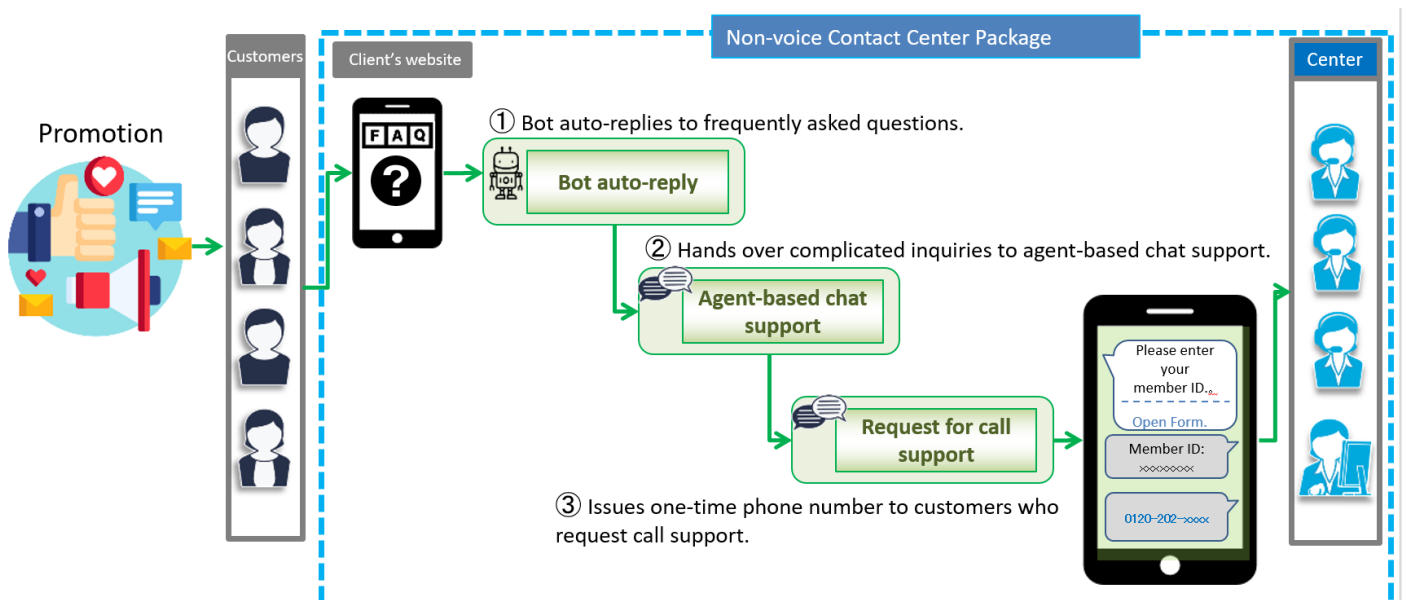 Non-voice Contact Center Package
Customers
Client's website
Center
Promotion
FAQ
?
① Bot auto-replies to frequently asked questions.
Bot auto-reply
② Hands over complicated inquiries to agent-based chat support.
Agent-based chat
support
Request for call
support
③ Issues one-time phone number to customers who
request call support.
Please enter
your
member ID.
Open Form.
Member ID:
xxxxxxxxx
0120-202-xxxx